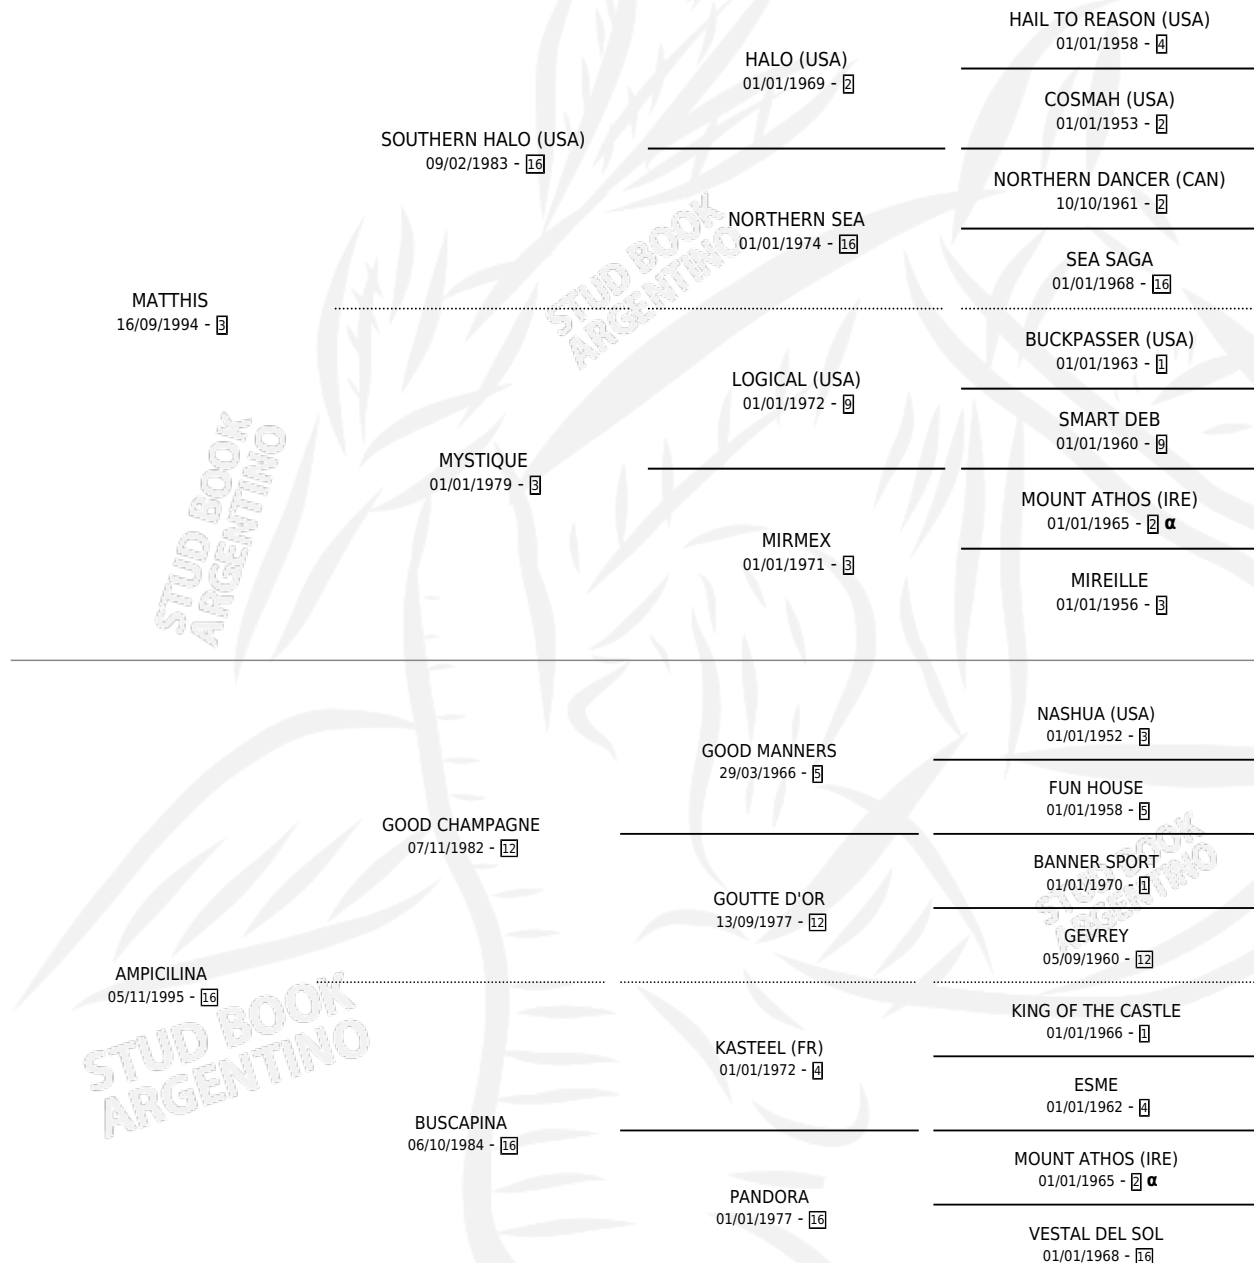 HAIL TO REASON (USA)
01/01/1958 - 4
HALO (USA)
01/01/1969 - 2
COSMAH (USA)
01/01/1953 - 2
SOUTHERN HALO (USA)
09/02/1983 - 16
NORTHERN DANCER (CAN)
10/10/1961 - 2
NORTHERN SEA
01/01/1974 - 16
SEA SAGA
01/01/1968 - 16
MATTHIS
16/09/1994 - 3
BUCKPASSER (USA)
01/01/1963 - 1
LOGICAL (USA)
01/01/1972 - 9
SMART DEB
01/01/1960 - 9
MYSTIQUE
01/01/1979 - 3
MOUNT ATHOS (IRE)
01/01/1965 - 2 α
MIRMEX
01/01/1971 - 3
MIREILLE
01/01/1956 - 3
STUD BOOK
ARGENTINO
STUD BOOK
ARGENTINO
NASHUA (USA)
01/01/1952 - 3
GOOD MANNERS
29/03/1966 - 5
FUN HOUSE
01/01/1958 - 5
GOOD CHAMPAGNE
07/11/1982 - 12
BANNER SPORT
01/01/1970 - 1
GOUTTE D'OR
13/09/1977 - 12
GEVREY
05/09/1960 - 12
AMPICILINA
05/11/1995 - 16
KING OF THE CASTLE
01/01/1966 - 1
KASTEEL (FR)
01/01/1972 - 4
ESME
01/01/1962 - 4
BUSCAPINA
06/10/1984 - 16
MOUNT ATHOS (IRE)
01/01/1965 - 2 α
PANDORA
01/01/1977 - 16
VESTAL DEL SOL
01/01/1968 - 16
STUD BOOK
ARGENTINO
STUD BOOK
ARGENTINO